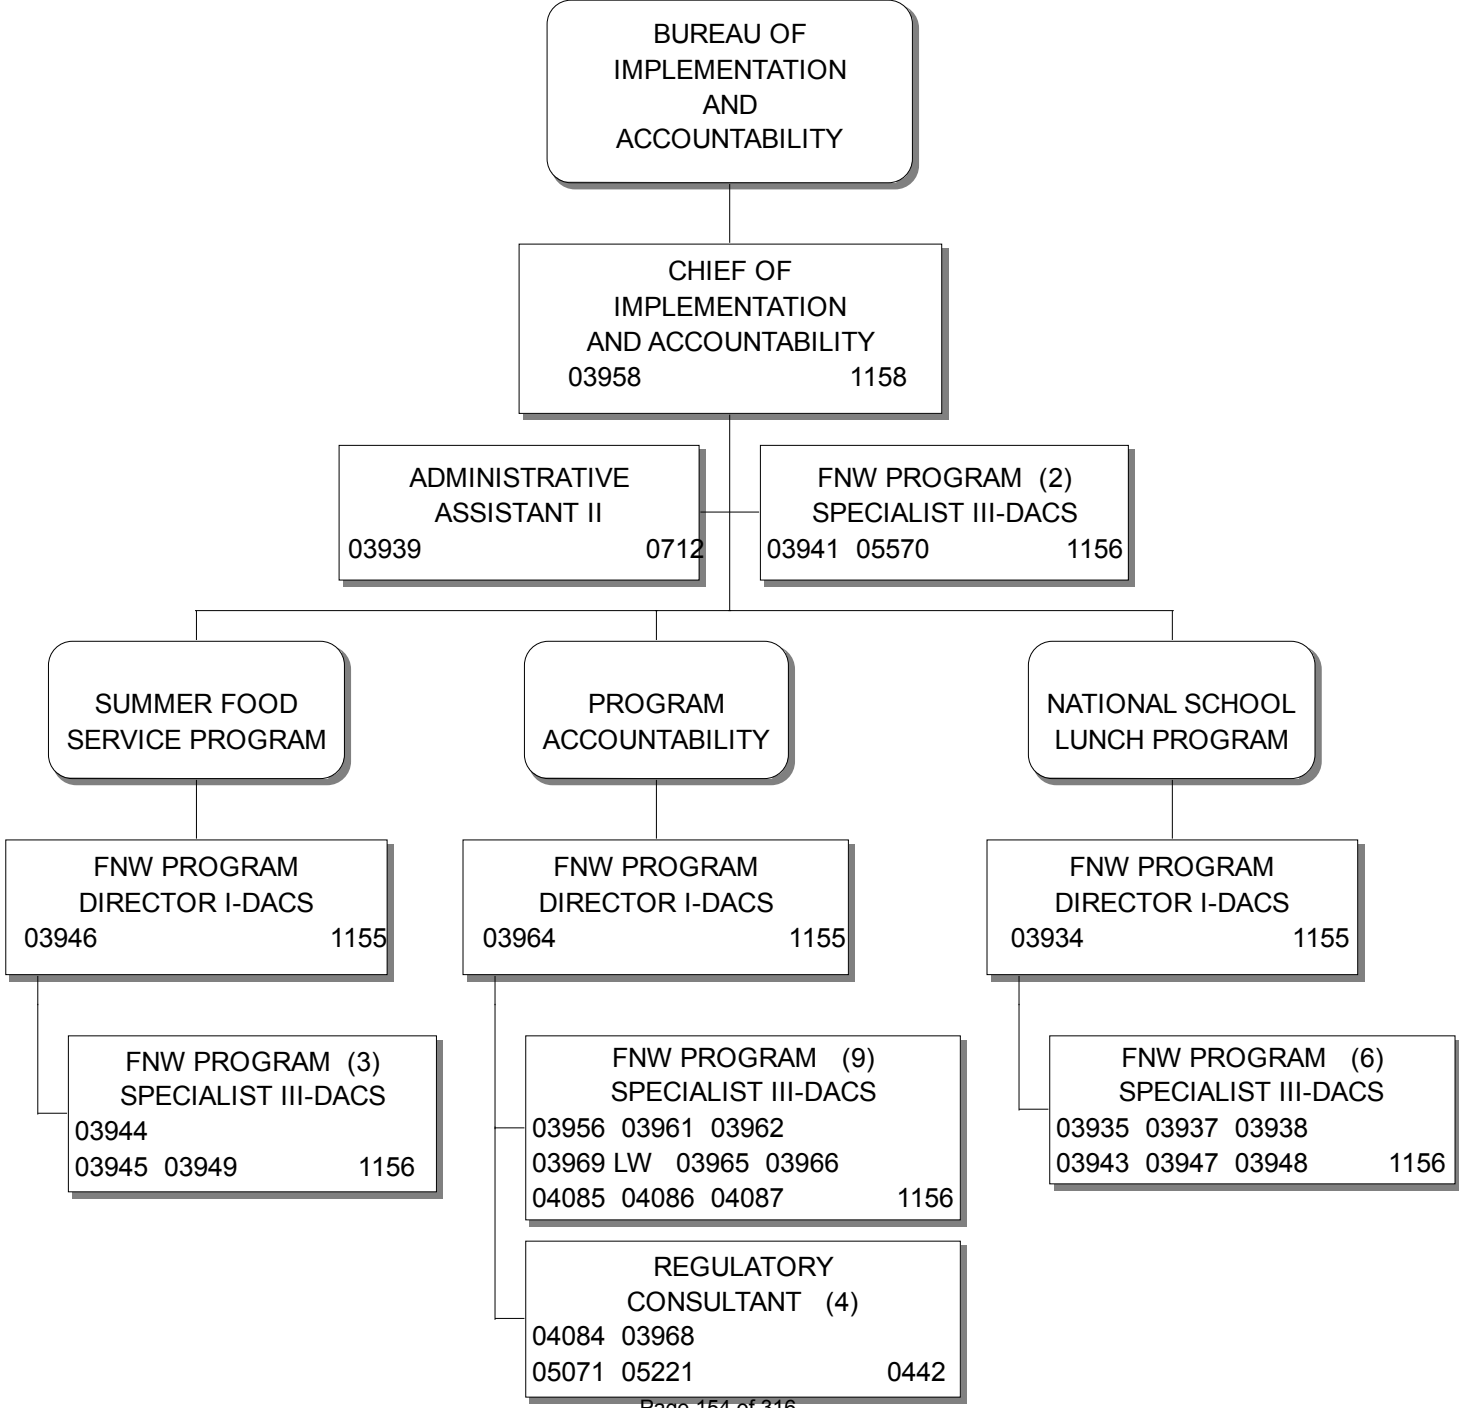 BUREAU OF
IMPLEMENTATION
AND
ACCOUNTABILITY
CHIEF OF
IMPLEMENTATION
AND ACCOUNTABILITY
03958 1158
ADMINISTRATIVE
ASSISTANT II
03939 0712
FNW PROGRAM (2)
SPECIALIST III-DACS
03941 05570 1156
SUMMER FOOD
SERVICE PROGRAM
PROGRAM
ACCOUNTABILITY
NATIONAL SCHOOL
LUNCH PROGRAM
FNW PROGRAM
DIRECTOR I-DACS
03946 1155
FNW PROGRAM
DIRECTOR I-DACS
03964 1155
FNW PROGRAM
DIRECTOR I-DACS
03934 1155
FNW PROGRAM (3)
SPECIALIST III-DACS
03944
03945 03949 1156
FNW PROGRAM (9)
SPECIALIST III-DACS
03956 03961 03962
03969 LW 03965 03966
04085 04086 04087 1156
FNW PROGRAM (6)
SPECIALIST III-DACS
03935 03937 03938
03943 03947 03948 1156
REGULATORY
CONSULTANT (4)
04084 03968
05071 05221 0442
Page 154 of 316